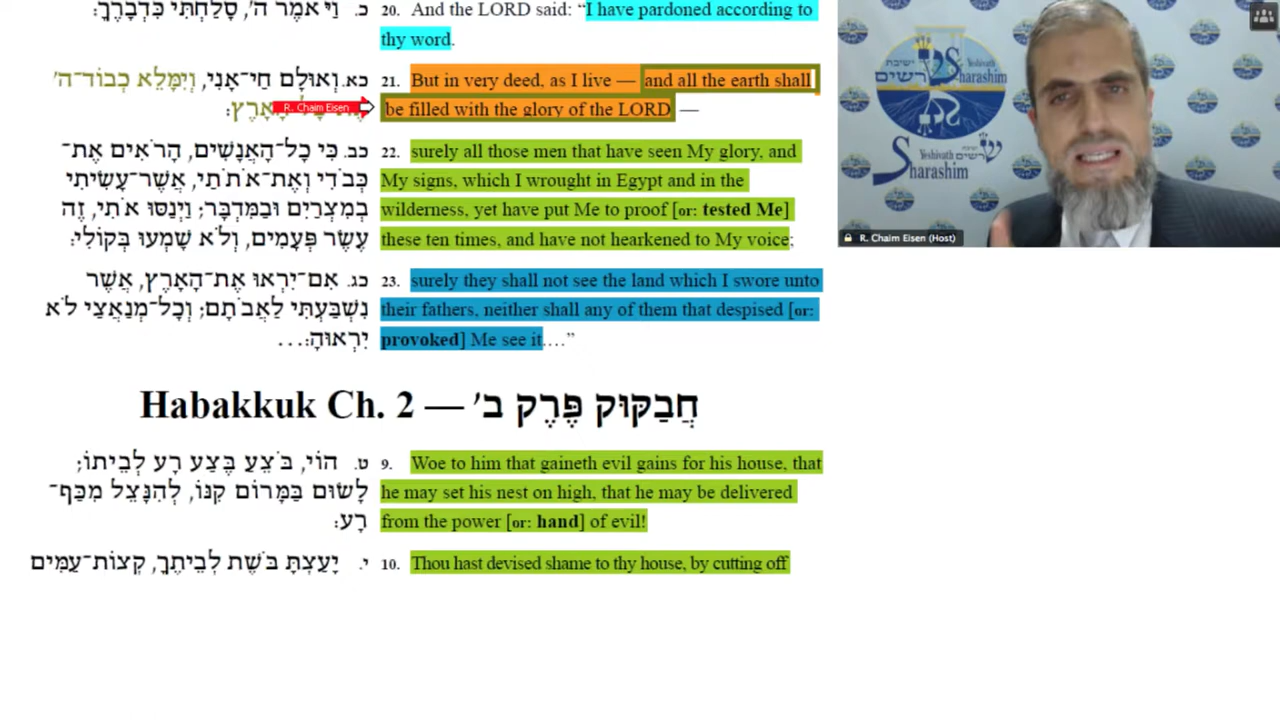 כ. וַיֹּאמֶר ה', סָלַחְתִּי כִּדְבָרֶךָ:
20. And the LORD said: “I have pardoned according to
thy word.
כא. וְאוּלָם חַי־אָנִי, וְיִמָּלֵא כְבוֹד־ה'
R. Chaim Eisen
21. But in very deed, as I live — and all the earth shall
be filled with the glory of the LORD —
כב. כִּי כָל־הָאֲנָשִׁים, הָרֹאִים אֶת־
כְּבֹדִי וְאֶת־אֹתֹתַי, אֲשֶׁר־עָשִׂיתִי
בְמִצְרַיִם וּבַמִּדְבָּר; וַיְנַסּוּ אֹתִי, זֶה
עֶשֶׂר פְּעָמִים, וְלֹא שָׁמְעוּ בְּקוֹלִי:
22. surely all those men that have seen My glory, and
My signs, which I wrought in Egypt and in the
wilderness, yet have put Me to proof [or: tested Me]
these ten times, and have not hearkened to My voice;
כג. אִם־יִרְאוּ אֶת־הָאָרֶץ, אֲשֶׁר
נִשְׁבַּעְתִּי לַאֲבֹתָם; וְכָל־מְנַאֲצַי לֹא
יִרְאוּהָ:...
23. surely they shall not see the land which I swore unto
their fathers, neither shall any of them that despised [or:
provoked] Me see it.…”
Habakkuk Ch. 2 — חֲבַקּוּק פֶּרֶק ב'
ט. הוֹי, בֹּצֵעַ בֶּצַע רָע לְבֵיתוֹ;
לָשׂוּם בַּמָּרוֹם קִנּוֹ, לְהִנָּצֵל מִכַּף־
רָע:
9. Woe to him that gaineth evil gains for his house, that
he may set his nest on high, that he may be delivered
from the power [or: hand] of evil!
י. יָעַצְתָּ בֹּשֶׁת לְבֵיתֶךָ, קְצוֹת־עַמִּים
10. Thou hast devised shame to thy house, by cutting off
ישיבת
שרשים
Sharashim
Yeshivath
Sharashim
R. Chaim Eisen (Host)